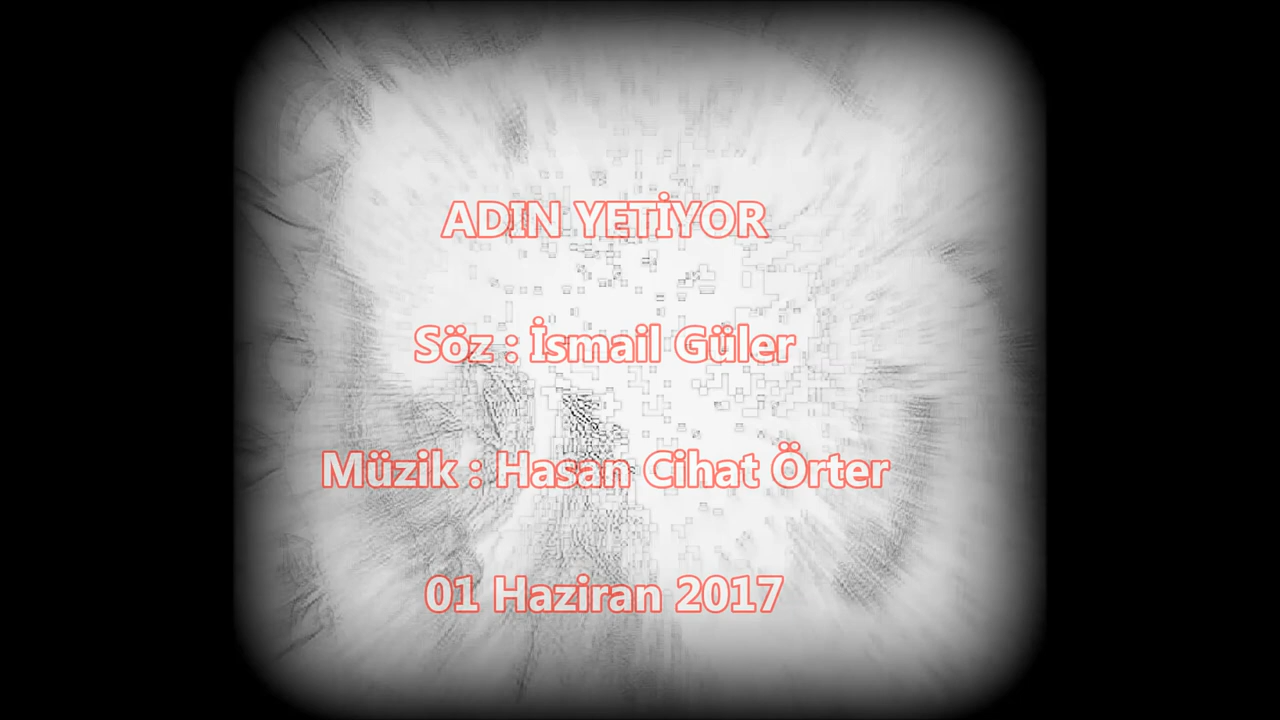 ADIN YETİYOR
Söz : İsmail Güler
Müzik : Hasan Cihat Örter
01 Haziran 2017